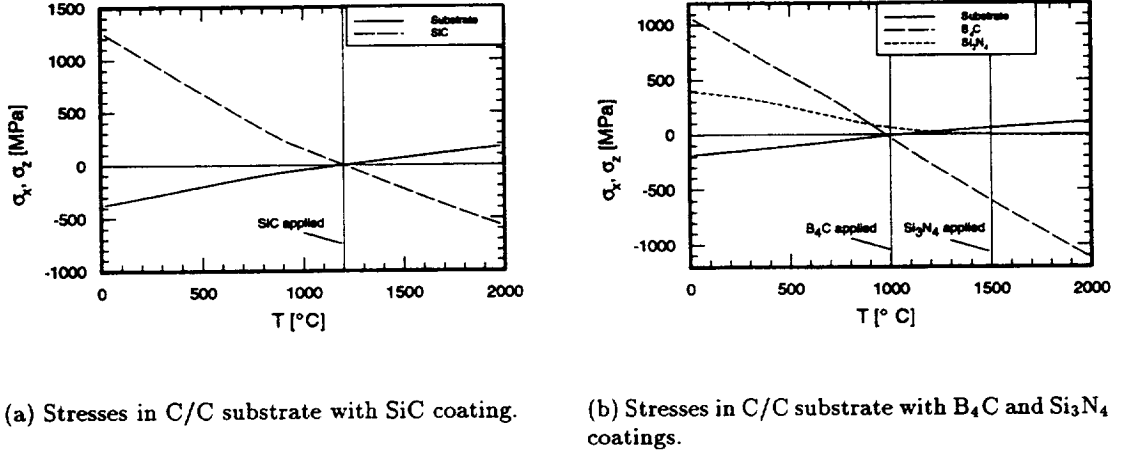 1500
1000
500
0
-500
-1000
σx, σz [MPa]
Substrate
SiC
SiC applied
0 500 1000 1500 2000
T [°C]
(a) Stresses in C/C substrate with SiC coating.
1000
500
0
-500
-1000
σx, σz [MPa]
Substrate
B4C
Si3N4
B4C applied
Si3N4 applied
0 500 1000 1500 2000
T [° C]
(b) Stresses in C/C substrate with B4C and Si3N4
coatings.